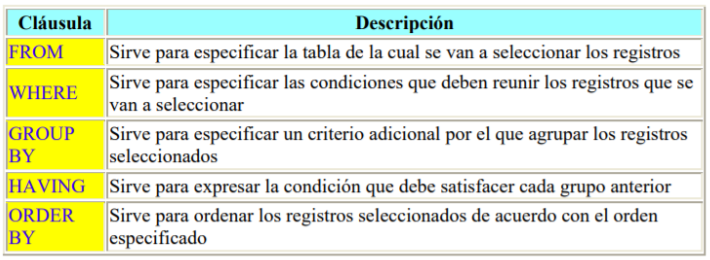 Cláusula Descripción
FROM Sirve para especificar la tabla de la cual se van a seleccionar los registros
WHERE Sirve para especificar las condiciones que deben reunir los registros que se
van a seleccionar
GROUP BY Sirve para especificar un criterio adicional por el que agrupar los registros
seleccionados
HAVING Sirve para expresar la condición que debe satisfacer cada grupo anterior
ORDER BY Sirve para ordenar los registros seleccionados de acuerdo con el orden
especificado